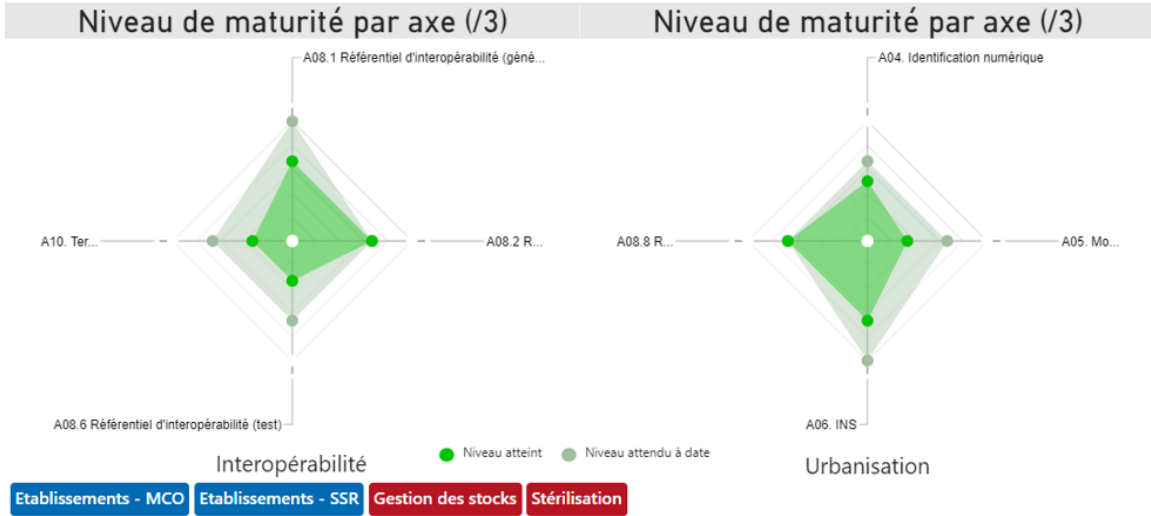 Niveau de maturité par axe (/3)
Niveau de maturité par axe (/3)
A08.1 Référentiel d'interopérabilité (géné...
A10. Ter...
A08.2 R...
A08.6 Référentiel d'interopérabilité (test)
A04. Identification numérique
A08.8 R...
A05. Mo...
A06. INS
Niveau atteint
Niveau attendu à date
Interopérabilité
Urbanisation
Etablissements - MCO
Etablissements - SSR
Gestion des stocks
Stérilisation